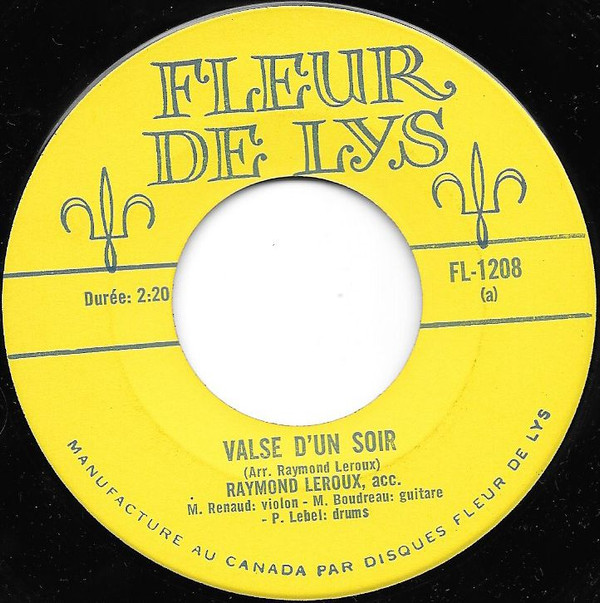 FLEUR
DE LYS
Durée: 2:20
FL-1208
(a)
VALSE D'UN SOIR
(Arr. Raymond Leroux)
RAYMOND LEROUX, acc.
M. Renaud: violon - M. Boudreau: guitare
- P. Lebel: drums
MANUFACTURE AU CANADA PAR DISQUES FLEUR DE LYS